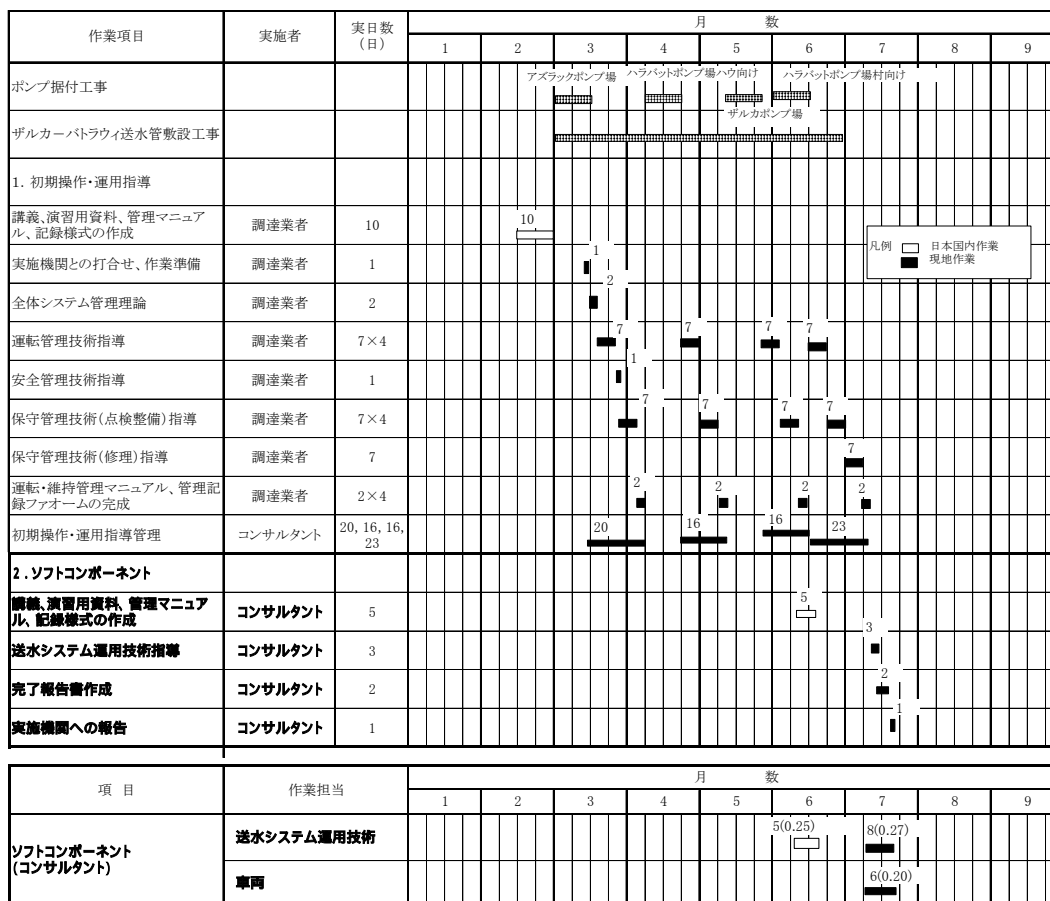 作業項目 実施者 実日数 月 数
(日)
1 2 3 4 5 6 7 8 9
ポンプ据付工事 アズラックポンプ場 ハラバットポンプ場ハウ向け ハラバットポンプ場村向け
ザルカポンプ場
ザルカーバトラウィ送水管敷設工事
1. 初期操作・運用指導
講義、演習用資料、管理マニュア
ル、記録様式の作成 調達業者 10 10
凡例 日本国内作業
現地作業
実施機関との打合せ、作業準備 調達業者 1 1
全体システム管理理論 調達業者 2 2
運転管理技術指導 調達業者 7×4 7 7 7 7
安全管理技術指導 調達業者 1 1
保守管理技術(点検整備)指導 調達業者 7×4 7 7 7 7
保守管理技術(修理)指導 調達業者 7 7
運転・維持管理マニュアル、管理記
録フアオームの完成 調達業者 2×4 2 2 2 2
初期操作・運用指導管理 コンサルタント 20, 16, 16,
23 20 16 16 23
2.ソフトコンポーネント
講義、演習用資料、管理マニュア
ル、記録様式の作成 コンサルタント 5 5
送水システム運用技術指導 コンサルタント 3 3
完了報告書作成 コンサルタント 2 2
実施機関への報告 コンサルタント 1 1
項 目 作業担当 月 数
1 2 3 4 5 6 7 8 9
ソフトコンポーネント
(コンサルタント)
送水システム運用技術 5(0.25) 8(0.27)
車両 6(0.20)